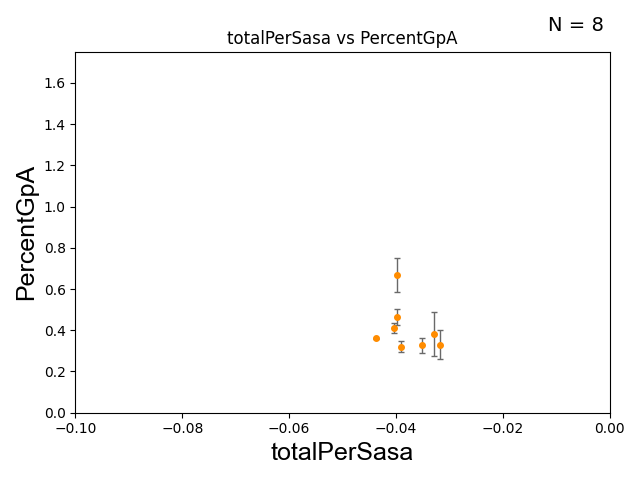 N = 8
totalPerSasa vs PercentGpA
PercentGpA
1.6
1.4
1.2
1.0
0.8
0.6
0.4
0.2
0.0
−0.10 −0.08 −0.06 −0.04 −0.02 0.00
totalPerSasa